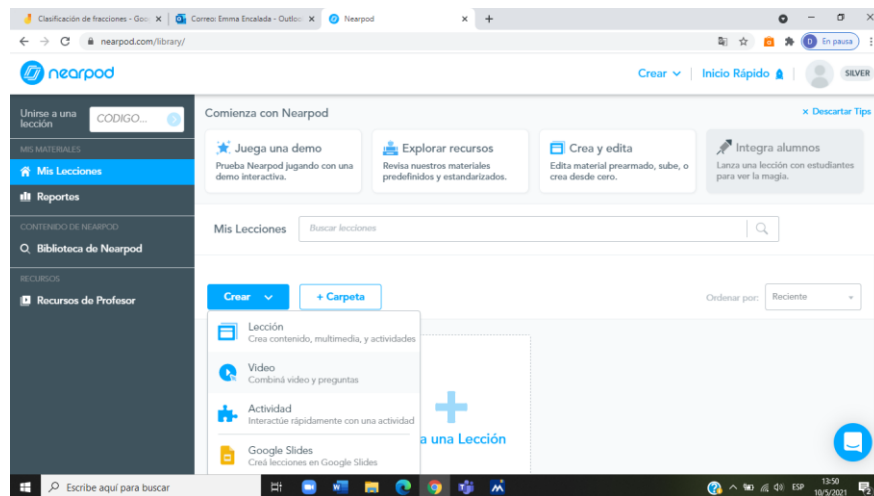 Clasificación de fracciones - Goo
Correo: Emma Encalada - Outloo
Nearpod
nearpod.com/library/
D En pausa
nearpod
Crear
Inicio Rápido
SILVER
Unirse a una lección
CODIGO...
MIS MATERIALES
Mis Lecciones
Reportes
CONTENIDO DE NEARPOD
Biblioteca de Nearpod
RECURSOS
Recursos de Profesor
Comienza con Nearpod
× Descartar Tips
Juega una demo
Prueba Nearpod jugando con una
demo interactiva.
Explorar recursos
Revisa nuestros materiales
predefinidos y estandarizados.
Crea y edita
Edita material prearmado, sube, o
crea desde cero.
Integra alumnos
Lanza una lección con estudiantes
para ver la magia.
Mis Lecciones
Buscar lecciones
Crear
+ Carpeta
Ordenar por:
Reciente
Lección
Crea contenido, multimedia, y actividades
Video
Combiná video y preguntas
Actividad
Interactúe rápidamente con una actividad
Google Slides
Creá lecciones en Google Slides
a una Lección
Escribe aquí para buscar
ESP
13:50
10/5/2021